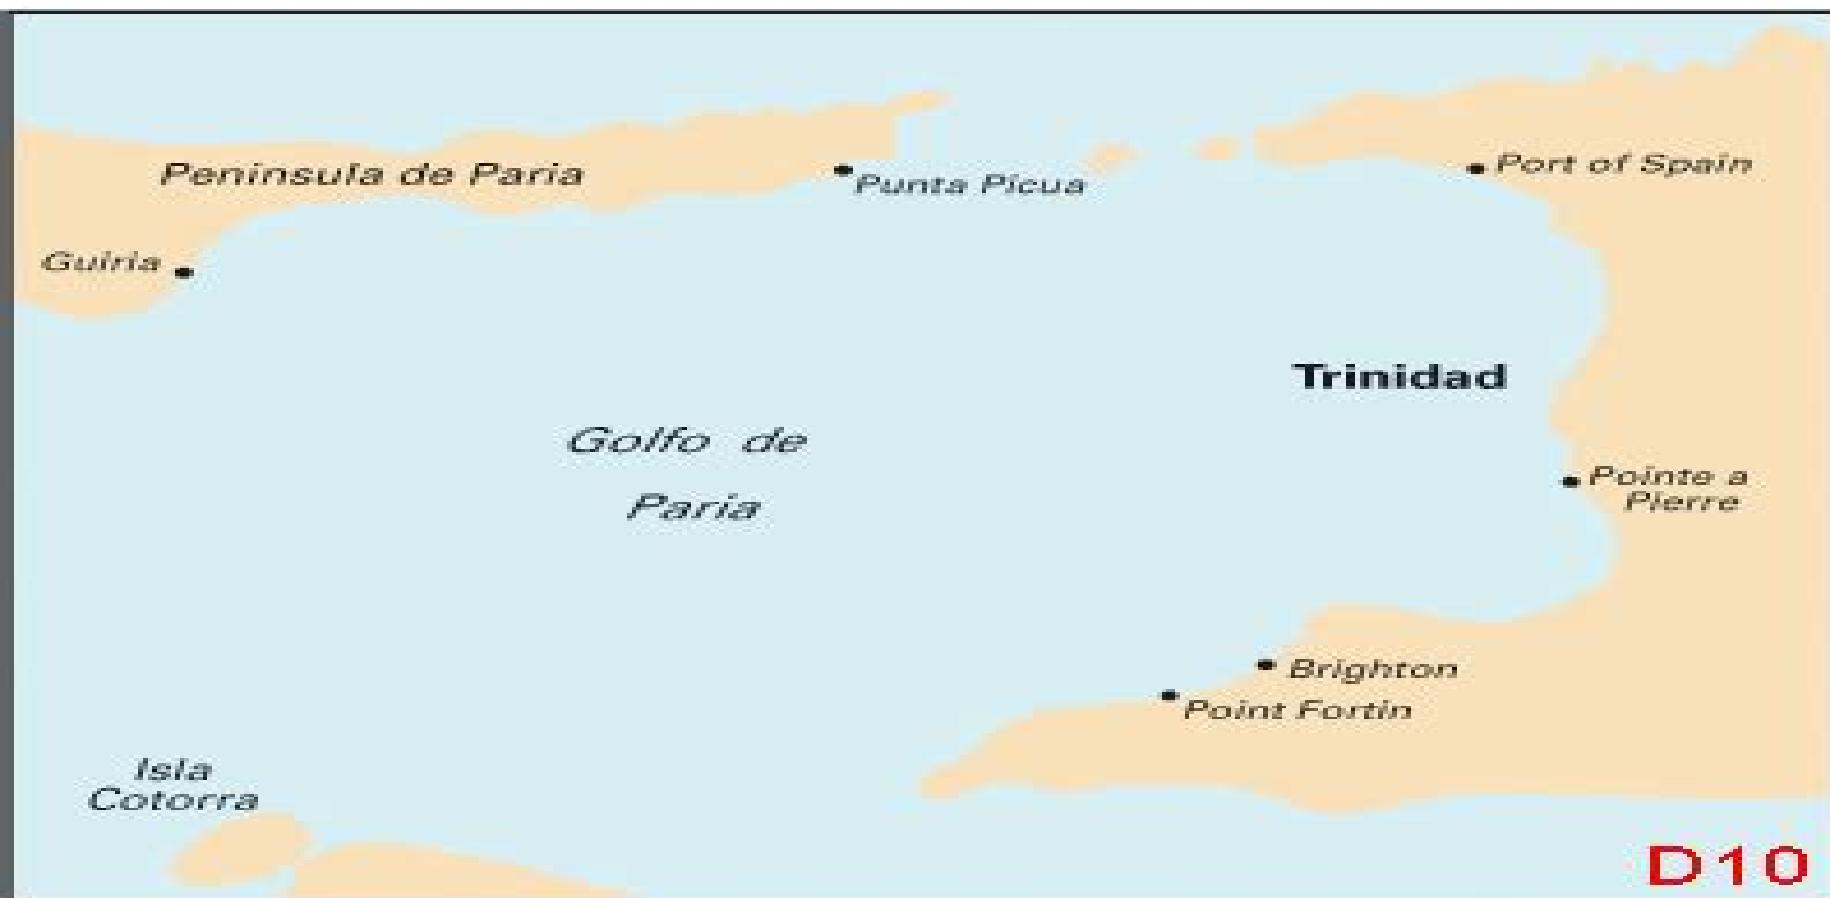 Peninsula de Paria
Punta Picua
Port of Spain
Guiria
Trinidad
Golfo de
Paria
Pointe a
Pierre
Brighton
Point Fortin
Isla
Cotorra
D10